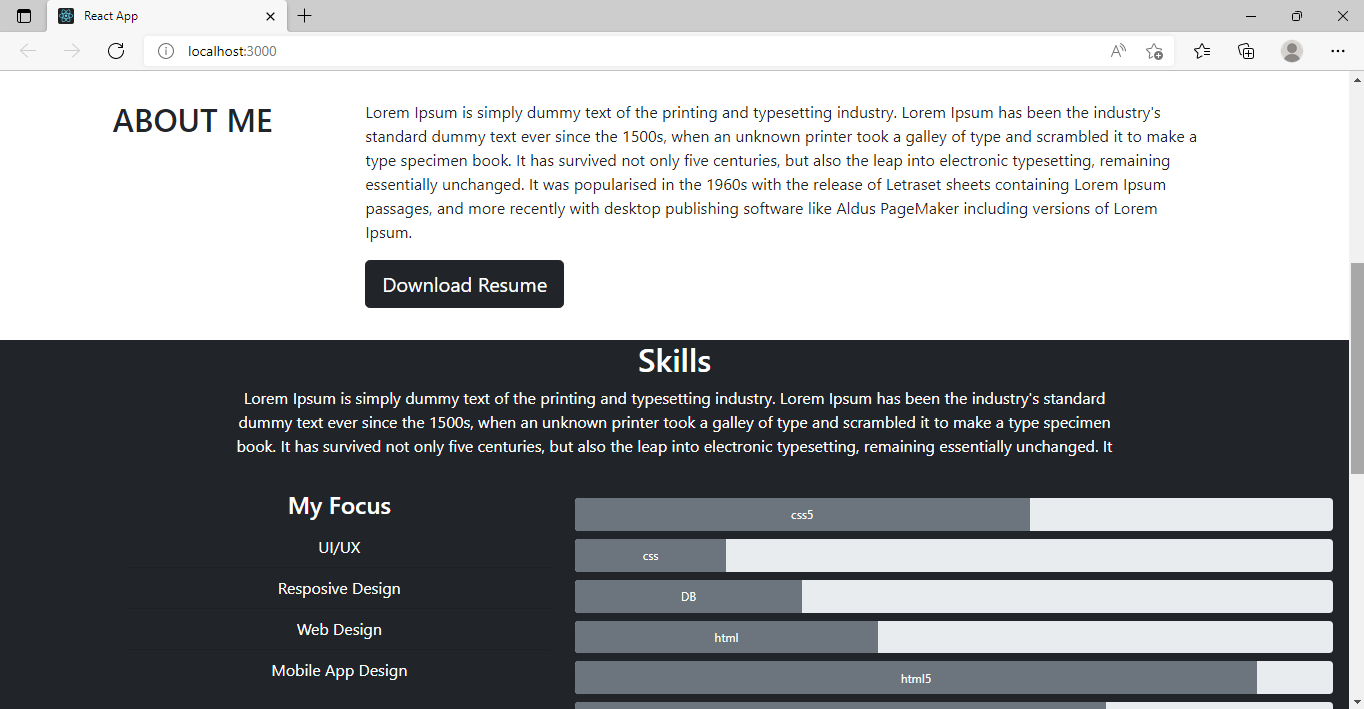 React App
localhost:3000
ABOUT ME
Lorem Ipsum is simply dummy text of the printing and typesetting industry. Lorem Ipsum has been the industry's
standard dummy text ever since the 1500s, when an unknown printer took a galley of type and scrambled it to make a
type specimen book. It has survived not only five centuries, but also the leap into electronic typesetting, remaining
essentially unchanged. It was popularised in the 1960s with the release of Letraset sheets containing Lorem Ipsum
passages, and more recently with desktop publishing software like Aldus PageMaker including versions of Lorem
Ipsum.
Download Resume
Skills
Lorem Ipsum is simply dummy text of the printing and typesetting industry. Lorem Ipsum has been the industry's standard
dummy text ever since the 1500s, when an unknown printer took a galley of type and scrambled it to make a type specimen
book. It has survived not only five centuries, but also the leap into electronic typesetting, remaining essentially unchanged. It
My Focus
UI/UX
Resposive Design
Web Design
Mobile App Design
css5
css
DB
html
html5